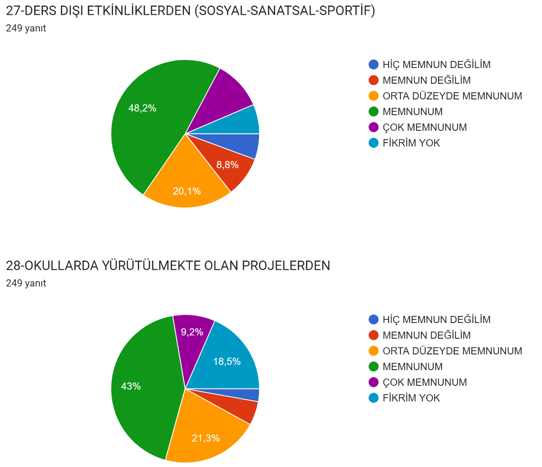 27-DERS DIŞI ETKİNLİKLERDEN (SOSYAL-SANATSAL-SPORTİF)
249 yanıt
HİÇ MEMNUN DEĞİLİM
MEMNUN DEĞİLİM
ORTA DÜZEYDE MEMNUNUM
MEMNUNUM
ÇOK MEMNUNUM
FİKRİM YOK
48,2%
8,8%
20,1%
28-OKULLARDA YÜRÜTÜLMEKTE OLAN PROJELERDEN
249 yanıt
HİÇ MEMNUN DEĞİLİM
MEMNUN DEĞİLİM
ORTA DÜZEYDE MEMNUNUM
MEMNUNUM
ÇOK MEMNUNUM
FİKRİM YOK
9,2%
18,5%
43%
21,3%